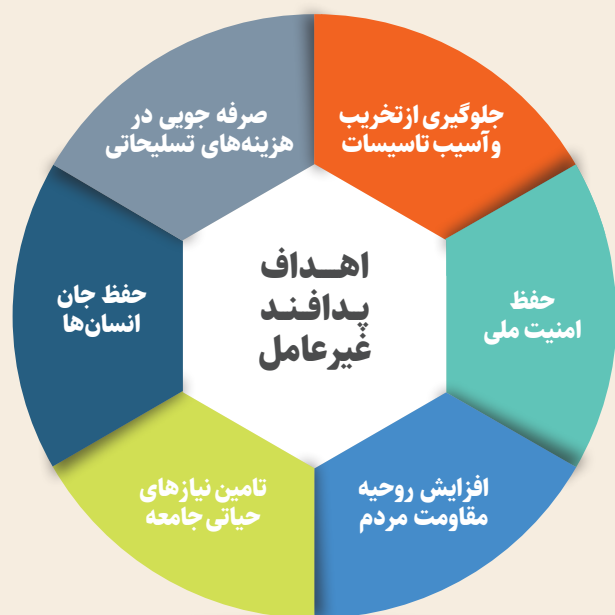 اهـداف
پدافـنـد
غیرعامل
جلوگیری ازتخریب
وآسیب تاسیسات
حفظ
امنیت ملی
افزایش روحیه
مقاومت مردم
تامین نیازهای
حیاتی جامعه
حفظ جان
انسان‌ها
صرفه جویی در
هزینه‌های تسلیحاتی